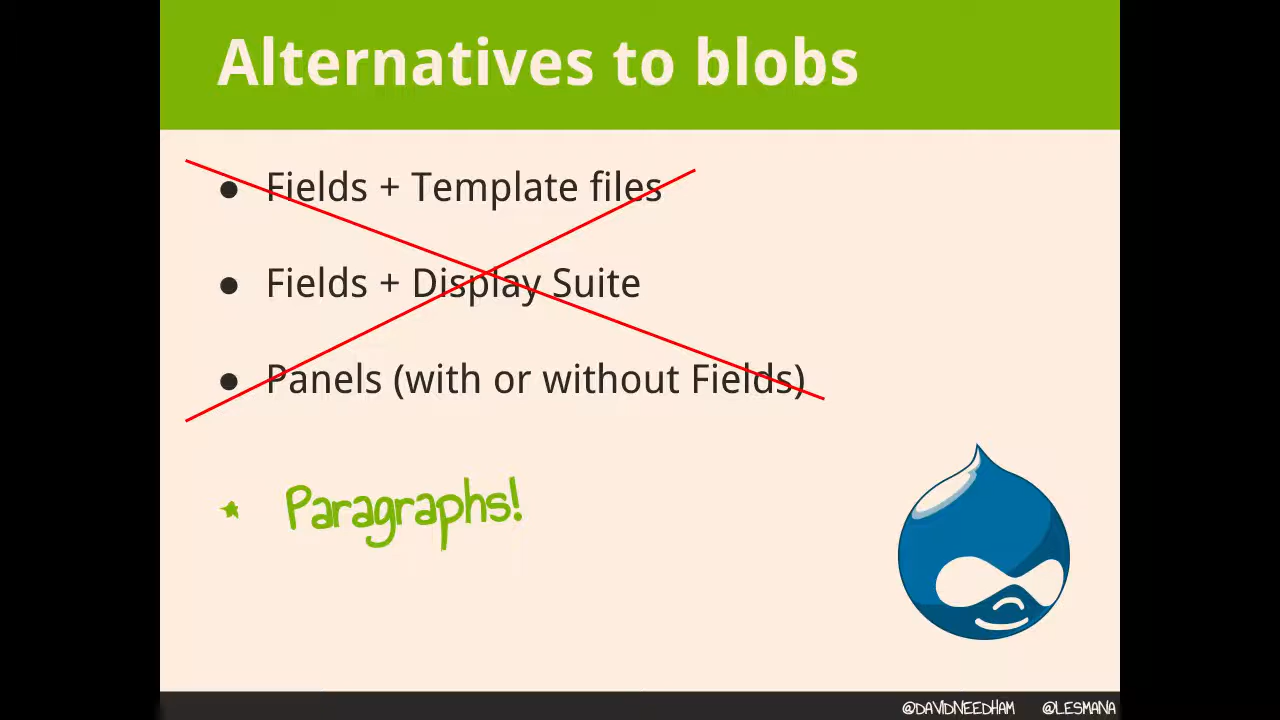 Alternatives to blobs
● Fields + Template files
● Fields + Display Suite
● Panels (with or without Fields)
★ Paragraphs!
@DAVIDNEEDHAM @LESMANA